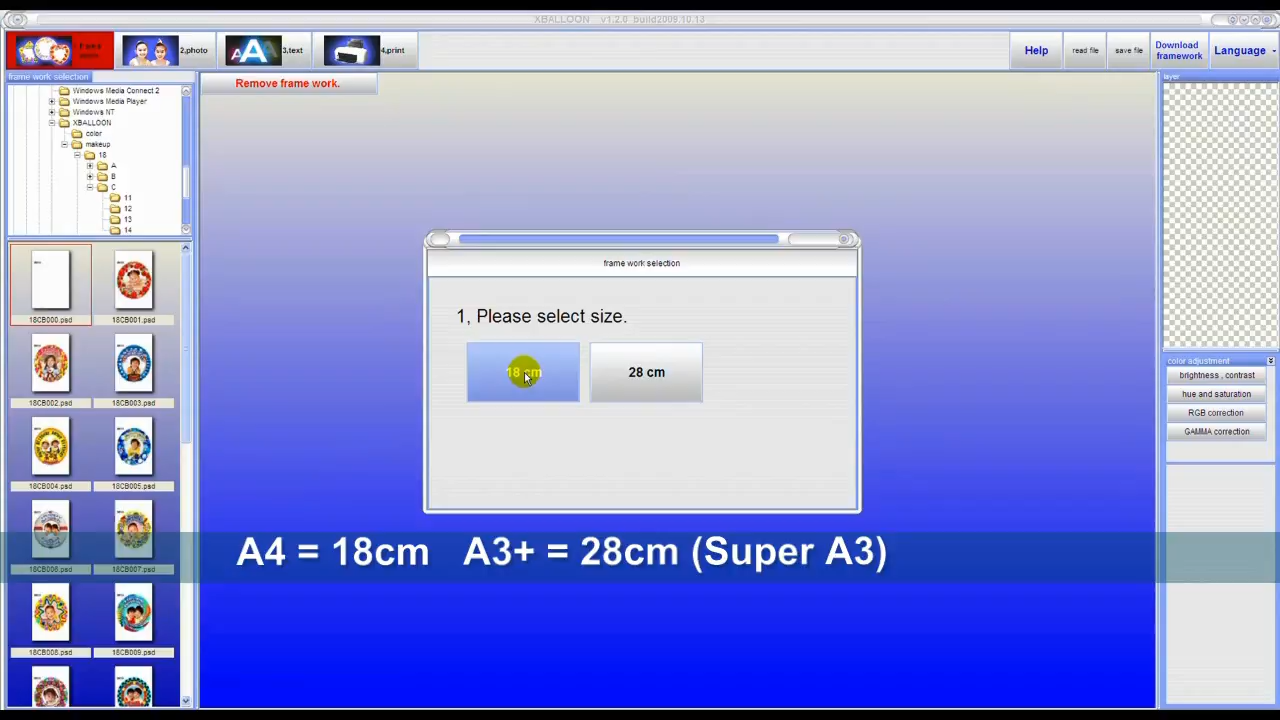 XBALLOON v1.2.0 build2009.10.13
2,photo
3,text
4,print
Help
read file
save file
Download
framework
Language
frame work selection
Windows Media Connect 2
Windows Media Player
Windows NT
XBALLOON
color
makeup
18
A
B
C
11
12
13
14
Remove frame work.
layer
18CB000.psd
18CB001.psd
18CB002.psd
18CB003.psd
18CB004.psd
18CB005.psd
18CB006.psd
18CB007.psd
18CB008.psd
18CB009.psd
frame work selection
1, Please select size.
18 cm
28 cm
color adjustment
brightness , contrast
hue and saturation
RGB correction
GAMMA correction
A4 = 18cm A3+ = 28cm (Super A3)